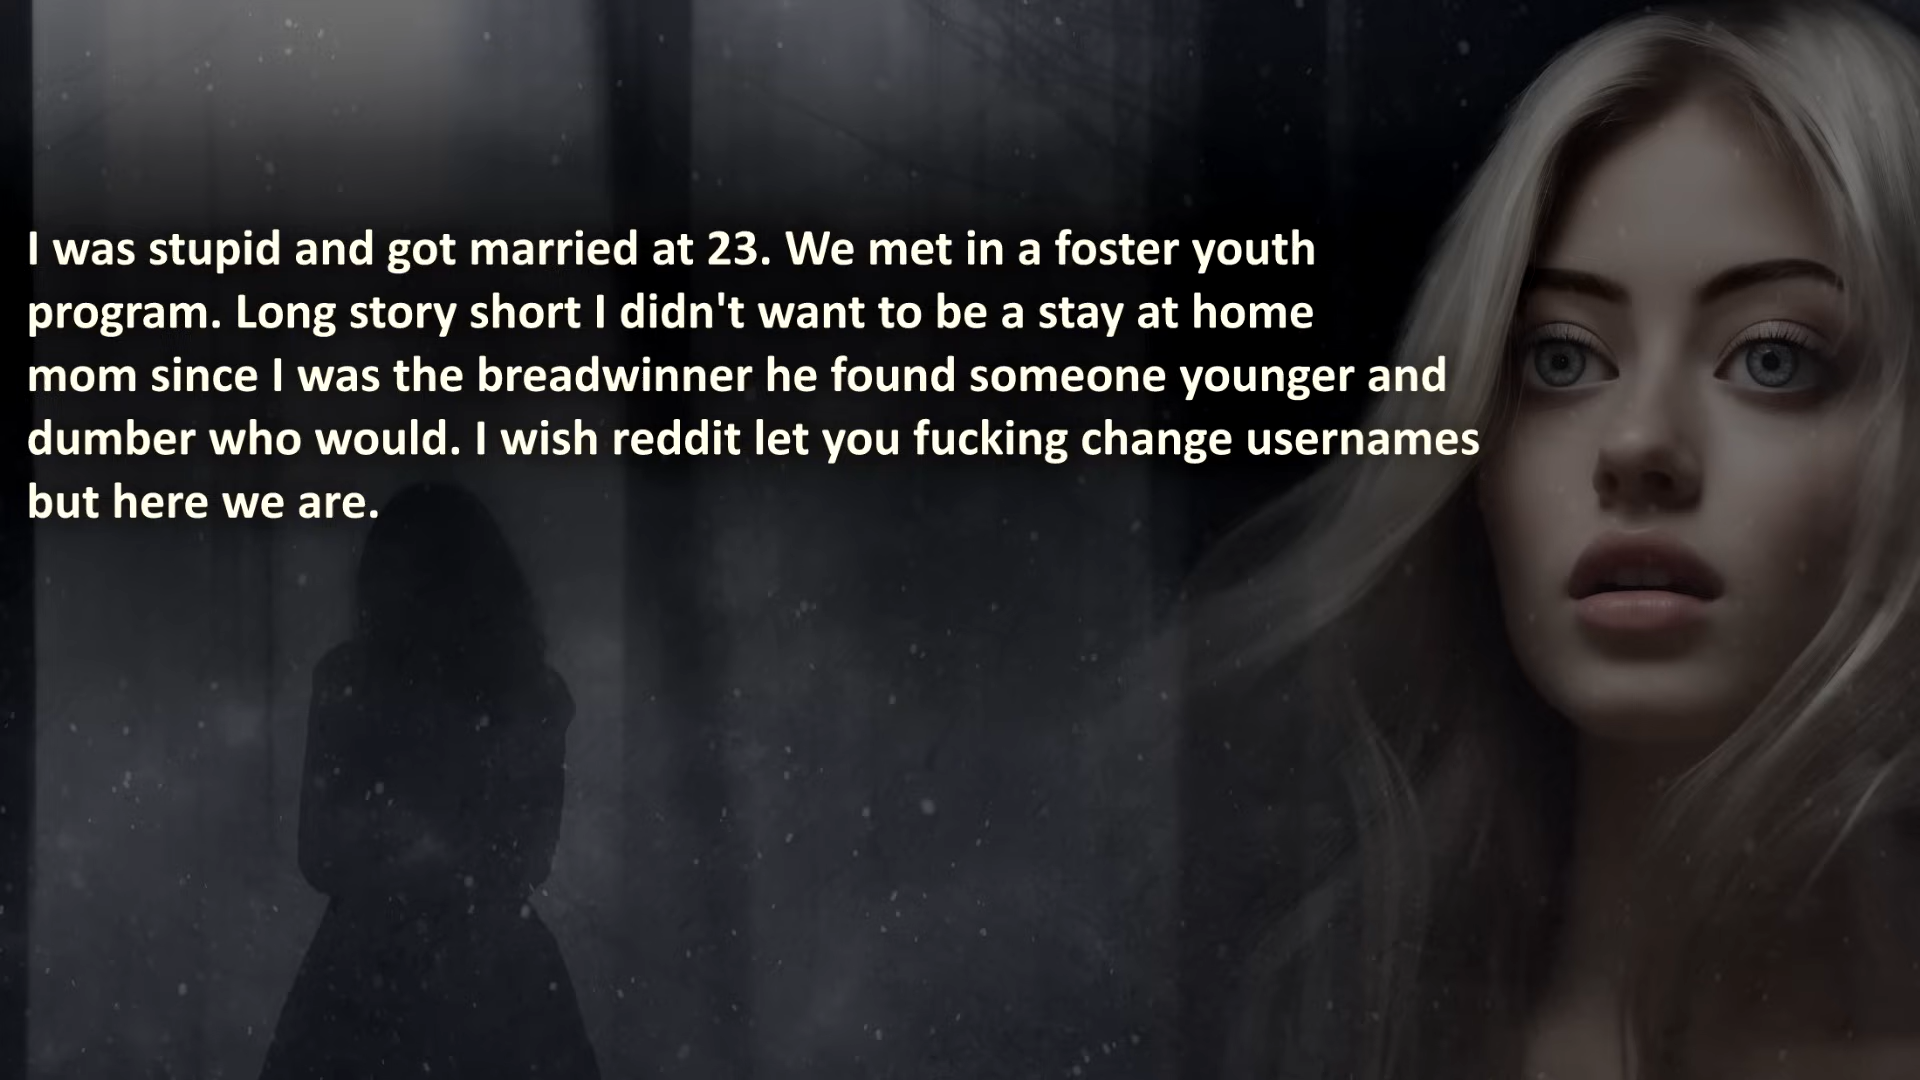 I was stupid and got married at 23. We met in a foster youth
program. Long story short I didn't want to be a stay at home
mom since I was the breadwinner he found someone younger and
dumber who would. I wish reddit let you fucking change usernames
but here we are.